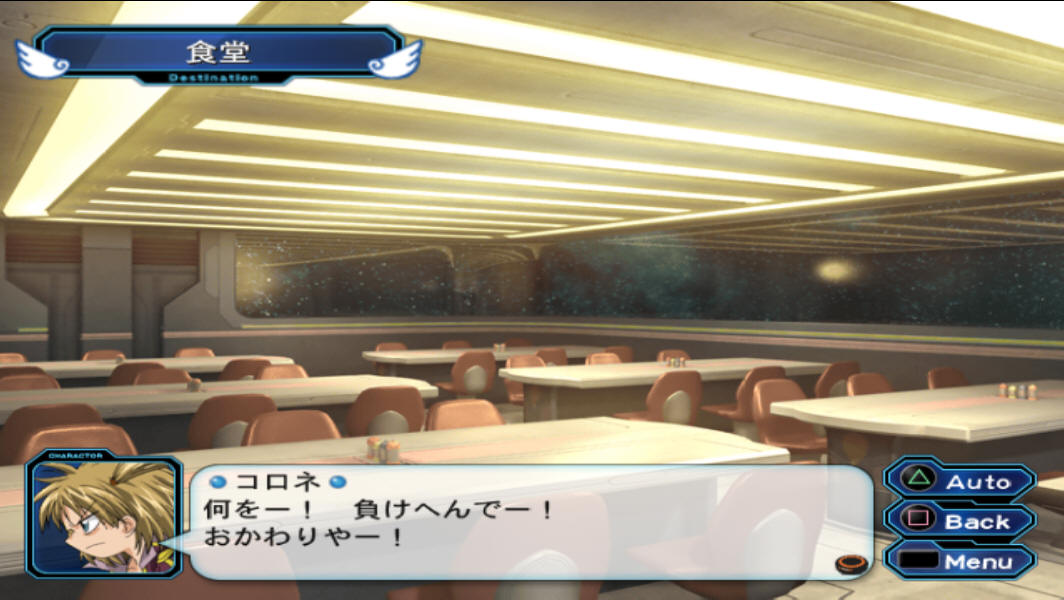 食堂
Destination
CHARACTOR
コロネ
何をー！　負けへんでー！
おかわりやー！
Auto
Back
Menu